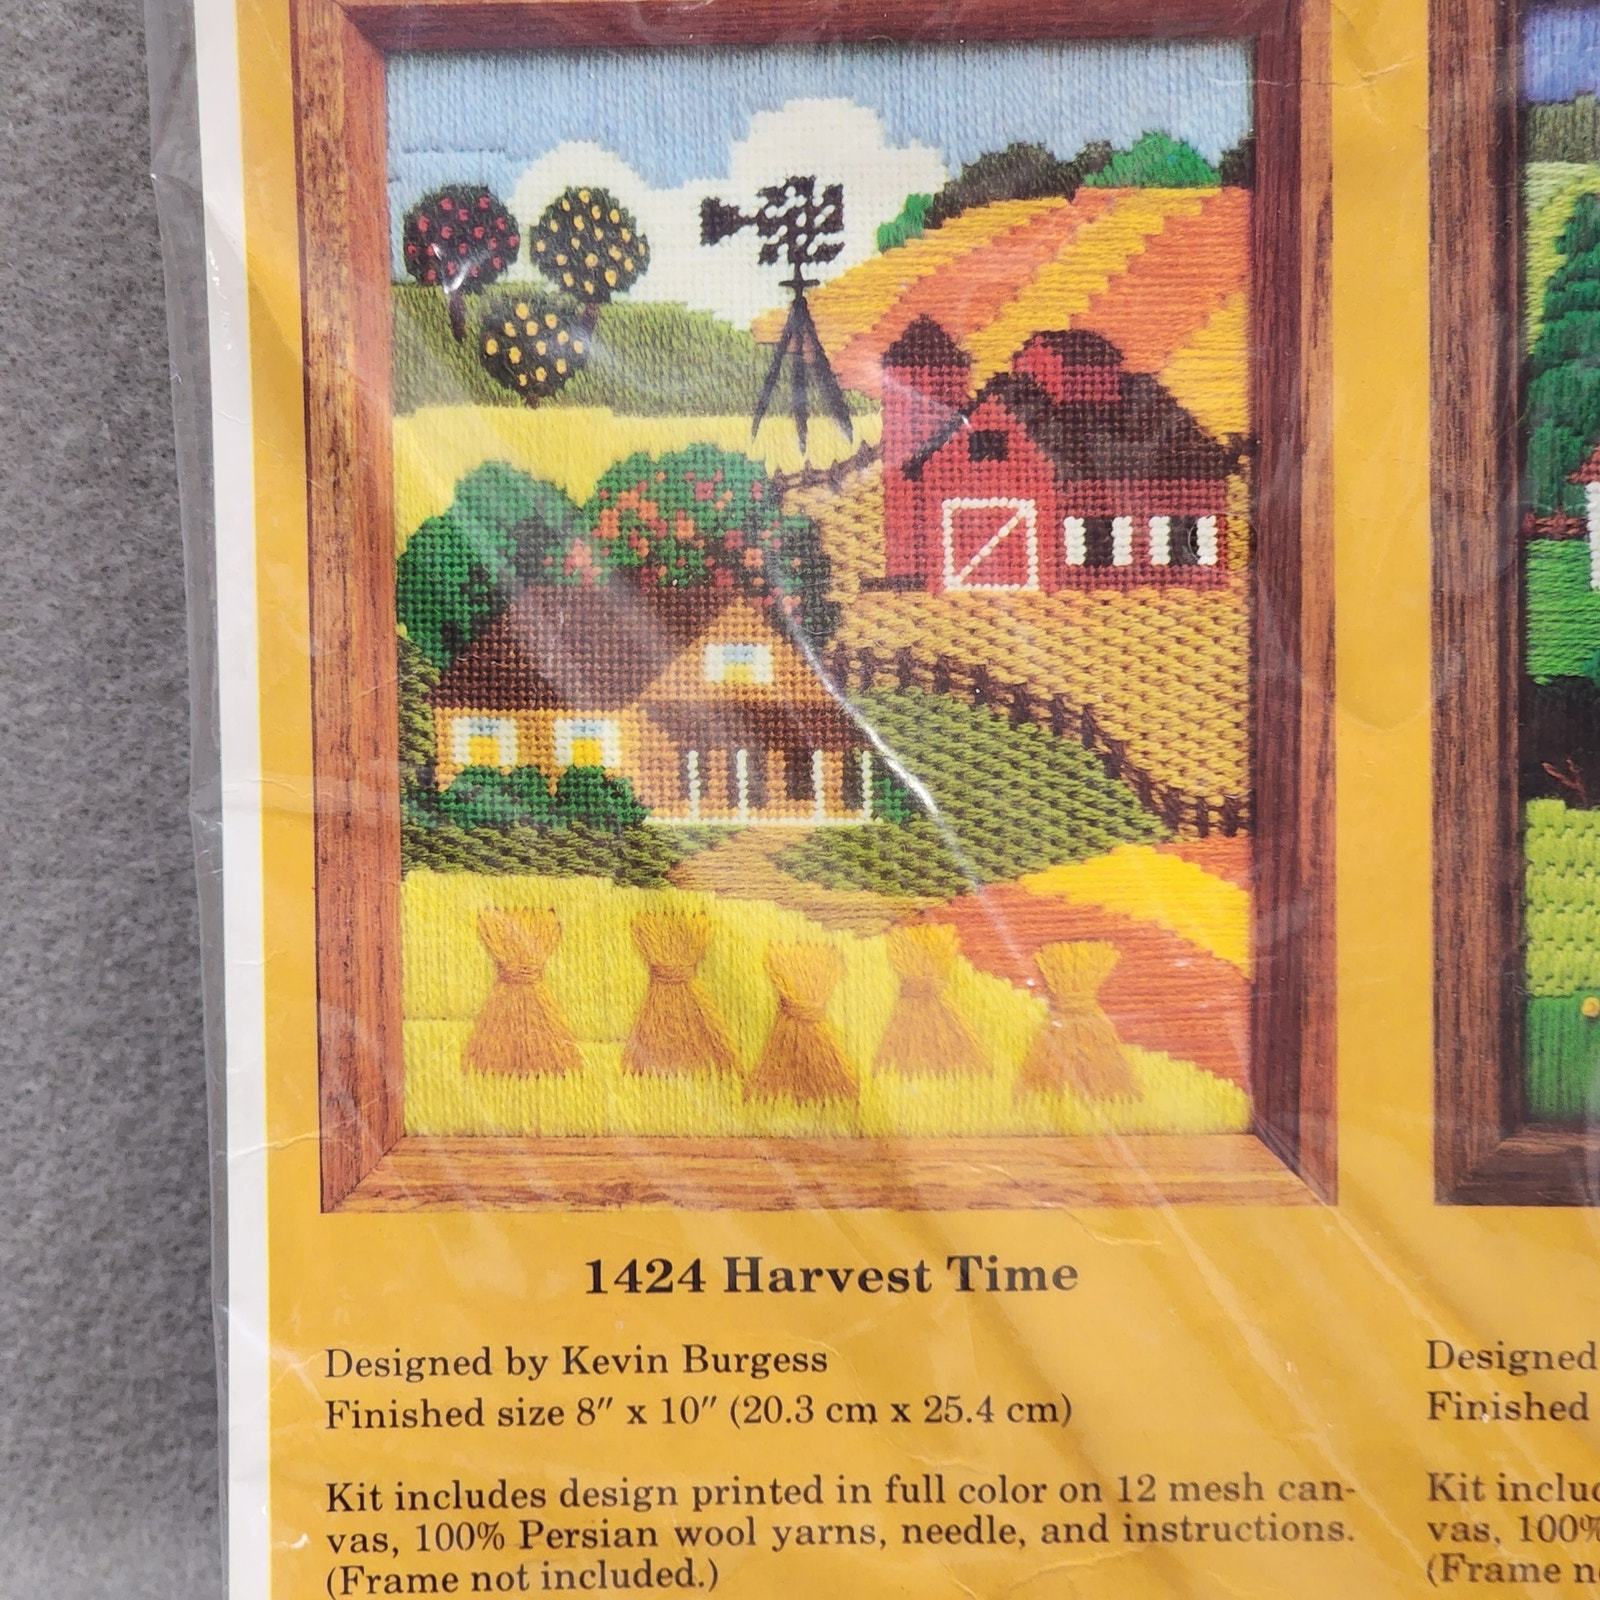 1424 Harvest Time
Designed by Kevin Burgess
Finished size 8" x 10" (20.3 cm x 25.4 cm)
Kit includes design printed in full color on 12 mesh can-
vas, 100% Persian wool yarns, needle, and instructions.
(Frame not included.)
Designed
Finished
Kit
vas, 100%
(Frame